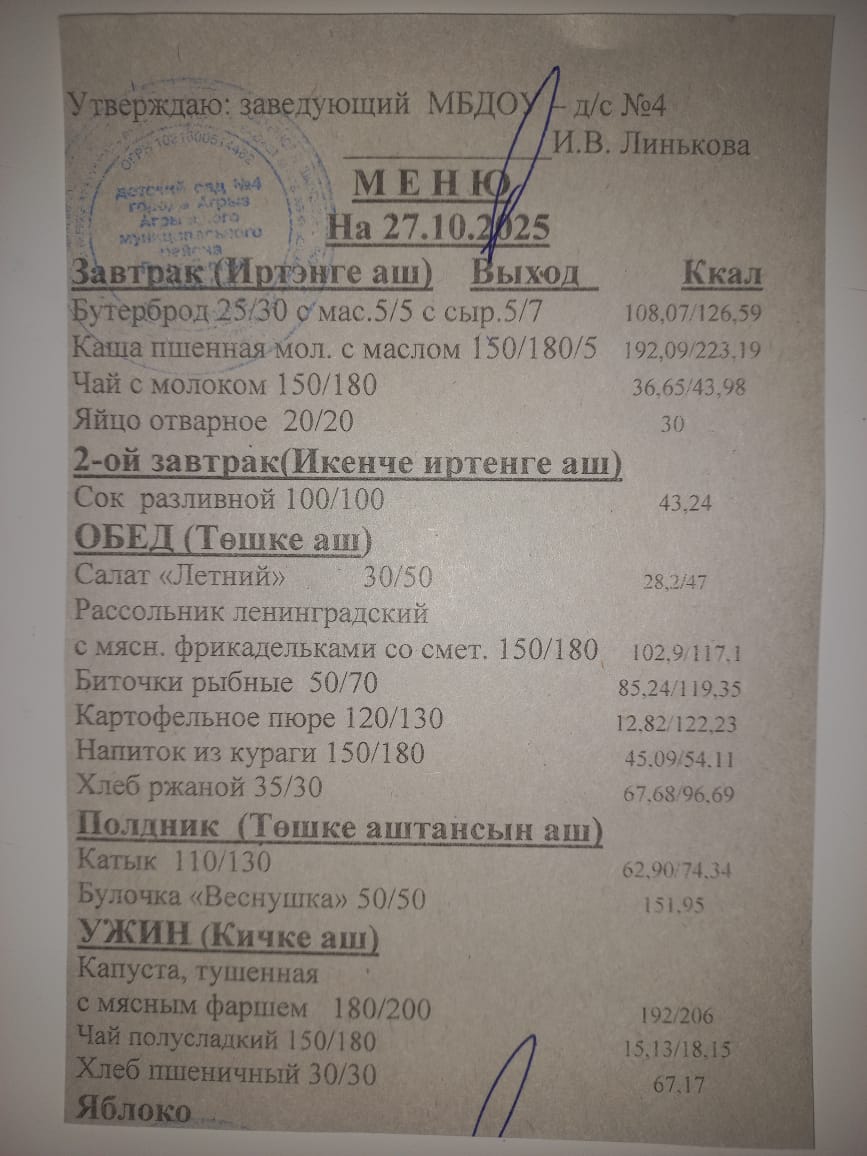 Утверждаю: заведующий МБДОУ – д/с №4
И.В. Линькова
ОГРН
детский сад №4
города Агрыз
муниципального
района
М Е Н Ю
На 27.10.2025
Завтрак (Иртэнге аш) Выход Ккал
Бутерброд 25/30 с мас.5/5 с сыр.5/7 108,07/126,59
Каша пшенная мол. с маслом 150/180/5 192,09/223,19
Чай с молоком 150/180 36,65/43,98
Яйцо отварное 20/20 30
2-ой завтрак(Икенче иртенге аш)
Сок разливной 100/100 43,24
ОБЕД (Төшке аш)
Салат «Летний» 30/50 28,2/47
Рассольник ленинградский
с мясн. фрикадельками со смет. 150/180 102,9/117,1
Биточки рыбные 50/70 85,24/119,35
Картофельное пюре 120/130 12,82/122,23
Напиток из кураги 150/180 45,09/54,11
Хлеб ржаной 35/30 67,68/96,69
Полдник (Төшке аштансын аш)
Катык 110/130 62,90/74,34
Булочка «Веснушка» 50/50 151,95
УЖИН (Кичке аш)
Капуста, тушенная
с мясным фаршем 180/200 192/206
Чай полусладкий 150/180 15,13/18,15
Хлеб пшеничный 30/30 67,17
Яблоко